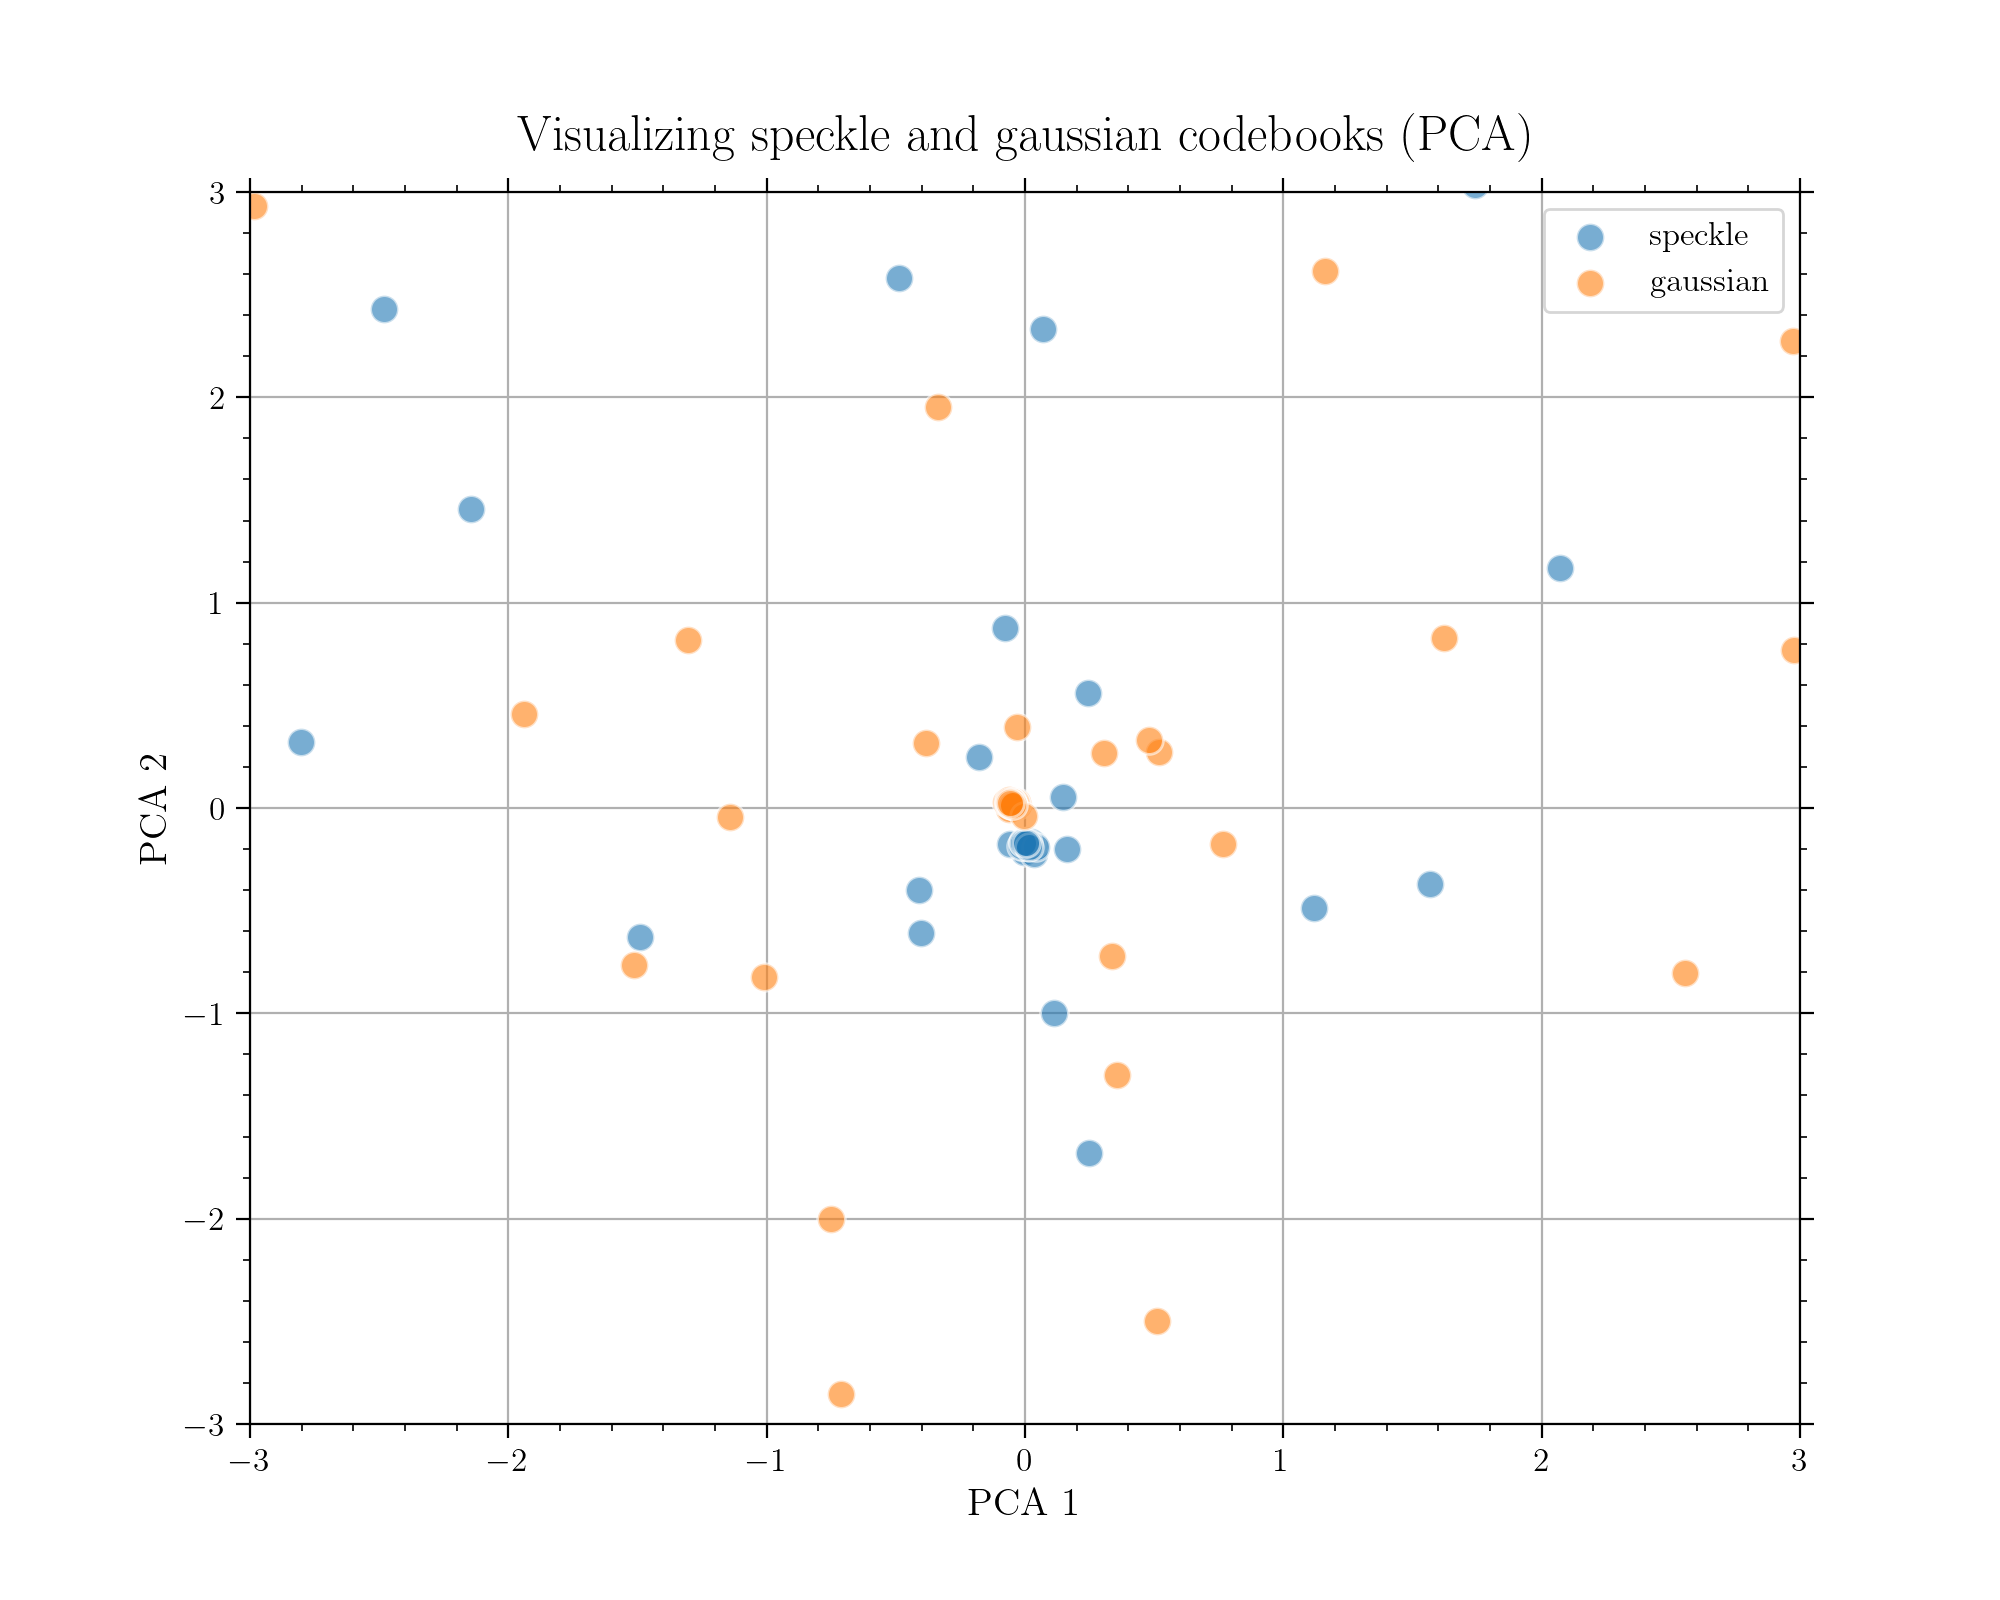 Visualizing speckle and gaussian codebooks (PCA)
speckle
gaussian
3
2
1
0
−1
−2
−3
PCA 2
−3 −2 −1 0 1 2 3
PCA 1